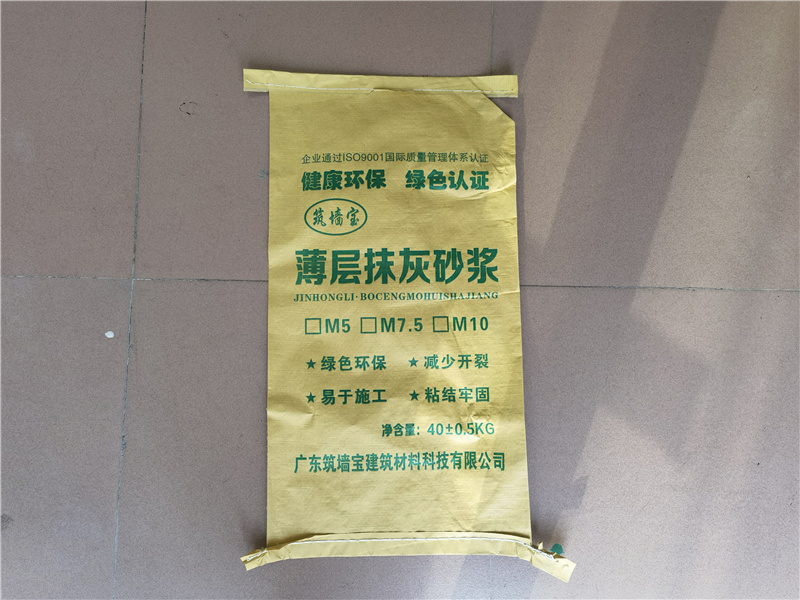 企业通过ISO9001国际质量管理体系认证
健康环保 绿色认证
筑墙宝
薄层抹灰砂浆
JINHONGLI·BOCENGMOHUISHAJIANG
□M5 □M7.5 □M10
★绿色环保 ★减少开裂
★易于施工 ★粘结牢固
净含量：40±0.5KG
广东筑墙宝建筑材料科技有限公司